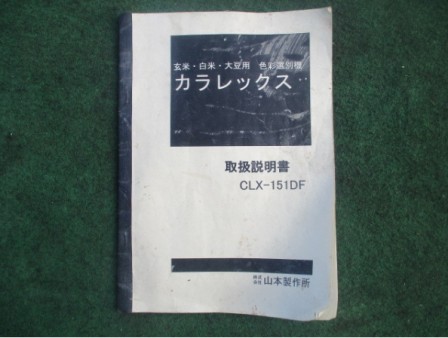 玄米・白米・大豆用 色彩選別機
カラレックス
取扱説明書
CLX-151DF
株式会社 山本製作所